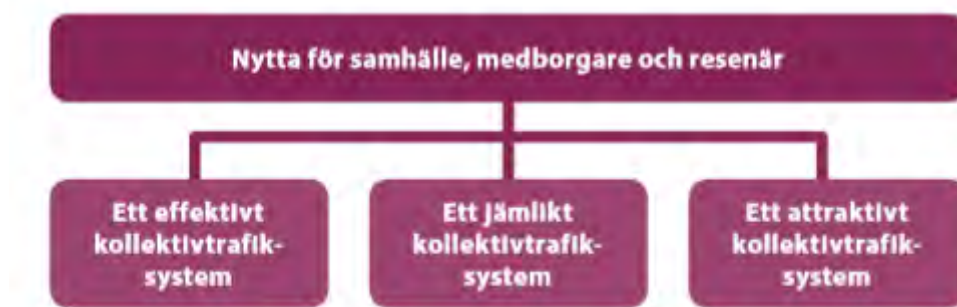 Nytta för samhälle, medborgare och resenär
Ett effektivt
kollektivtrafik-
system
Ett jämlikt
kollektivtrafik-
system
Ett attraktivt
kollektivtrafik-
system